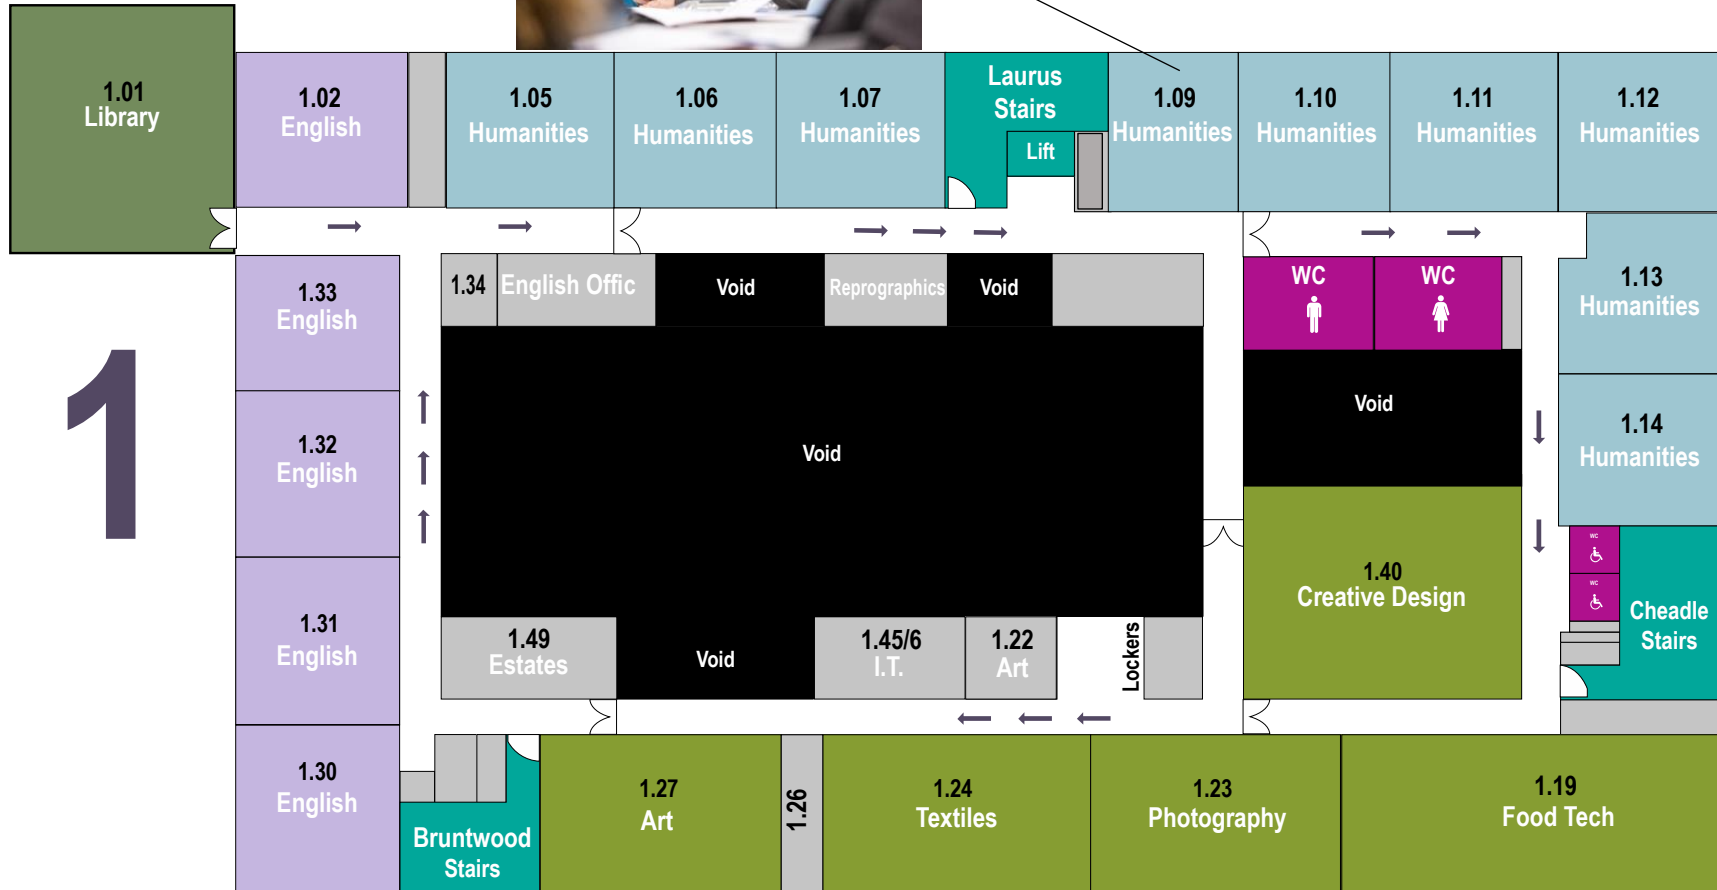 1.01
Library
1.02
English
1.05
Humanities
1.06
Humanities
1.07
Humanities
Laurus
Stairs
Lift
1.09
Humanities
1.10
Humanities
1.11
Humanities
1.12
Humanities
1.33
English
1.34
English Offic
Void
Reprographics
Void
WC
WC
1.13
Humanities
1
1.32
English
Void
Void
1.14
Humanities
1.31
English
1.40
Creative Design
WC
WC
Cheadle
Stairs
1.49
Estates
Void
1.45/6
I.T.
1.22
Art
Lockers
1.30
English
Bruntwood
Stairs
1.27
Art
1.26
1.24
Textiles
1.23
Photography
1.19
Food Tech